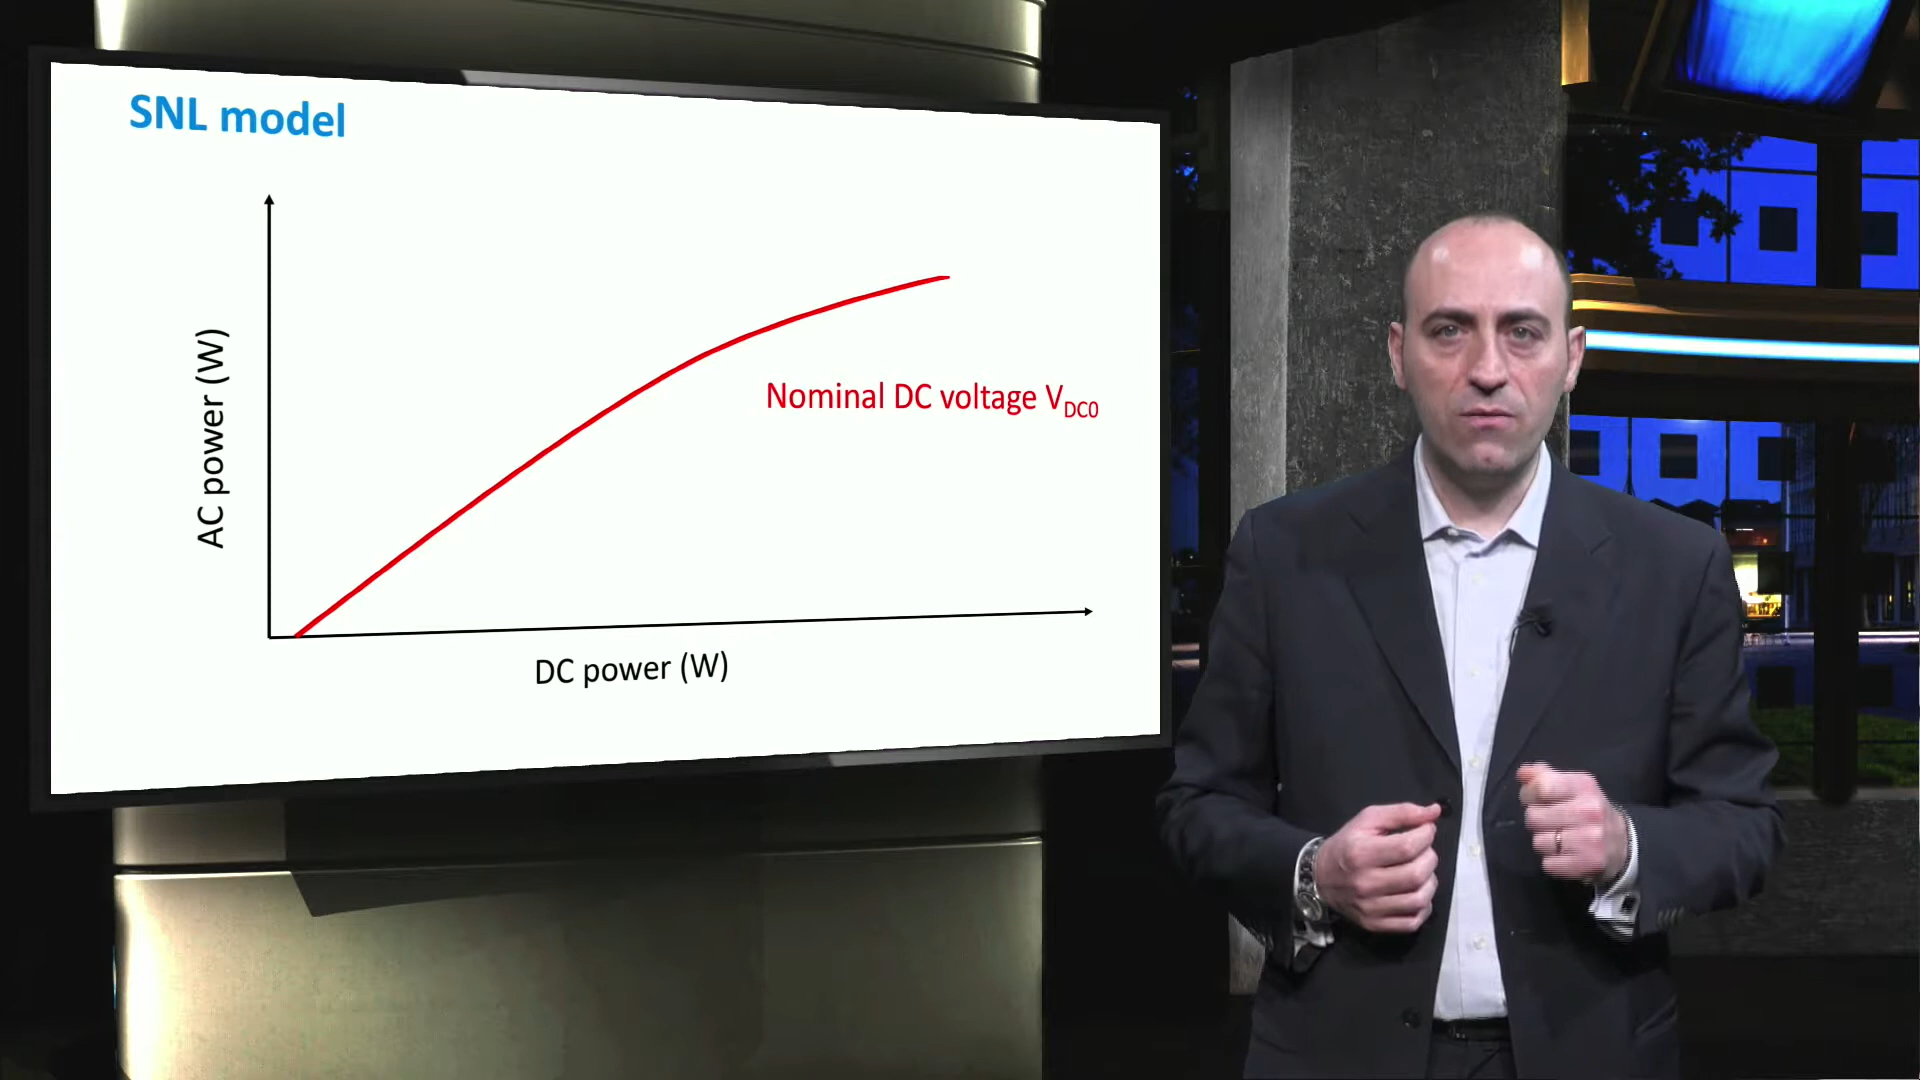 SNL model
AC power (W)
Nominal DC voltage V_DC0
DC power (W)